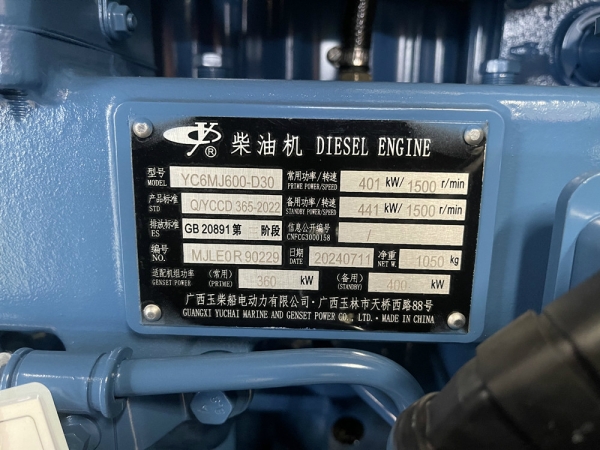 ® 柴油机 DIESEL ENGINE
型号 MODEL YC6MJ600-D30 常用功率/转速 PRIME POWER/SPEED 401 kW/ 1500 r/min
产品标准 STD Q/YCCD 365-2022 备用功率/转速 STANDBY POWER/SPEED 441 kW/ 1500 r/min
排放标准 ES GB 20891第 阶段 信息公开编号 CNFCG3000158 /
编号 NO. MJLE0R90229 日期 DATE 20240711 净重 NET W. 1050 kg
适配机组功率 GENSET POWER (常用) (PRIME) 360 kW (备用) (STANDBY) 400 kW
广西玉柴船电动力有限公司·广西玉林市天桥西路88号
GUANGXI YUCHAI MARINE AND GENSET POWER CO., LTD. MADE IN CHINA